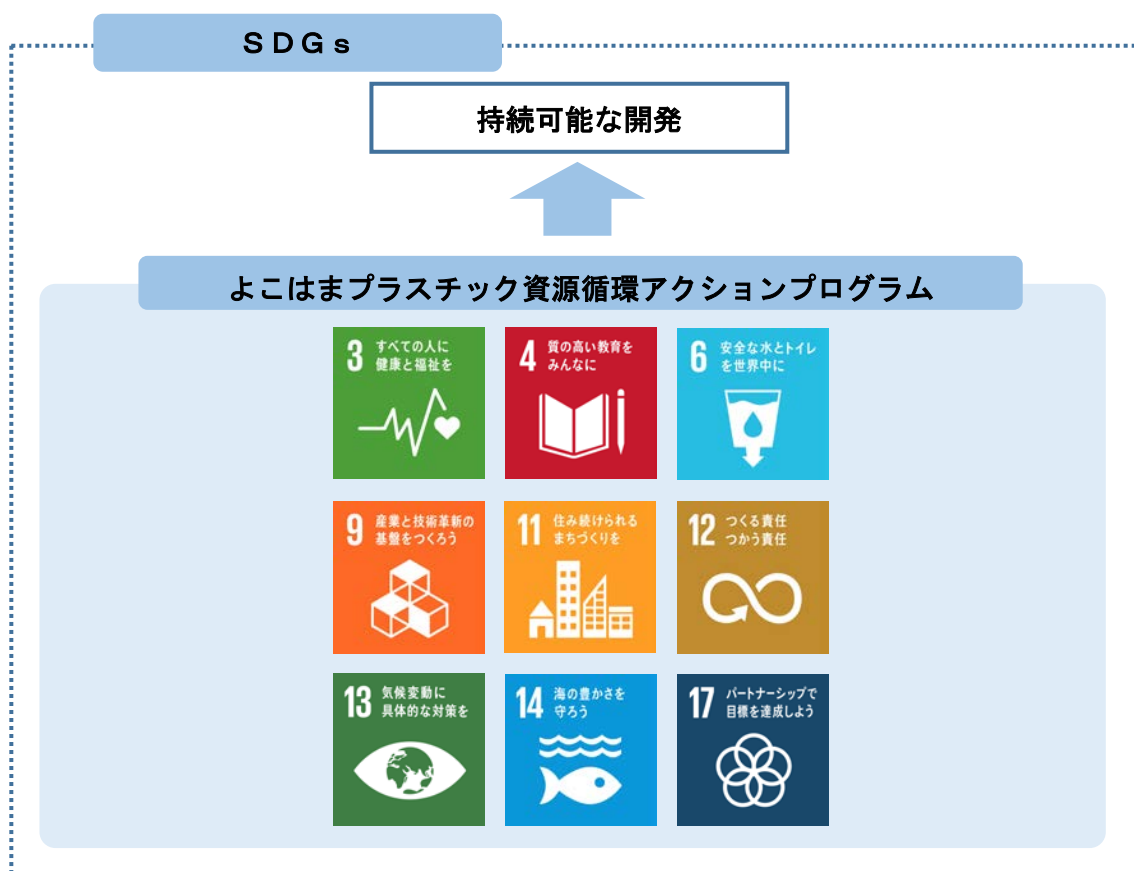 SDGs
持続可能な開発
よこはまプラスチック資源循環アクションプログラム
3 すべての人に
健康と福祉を
4 質の高い教育を
みんなに
6 安全な水とトイレ
を世界中に
9 産業と技術革新の
基盤をつくろう
11 住み続けられる
まちづくりを
12 つくる責任
つかう責任
13 気候変動に
具体的な対策を
14 海の豊かさを
守ろう
17 パートナーシップで
目標を達成しよう